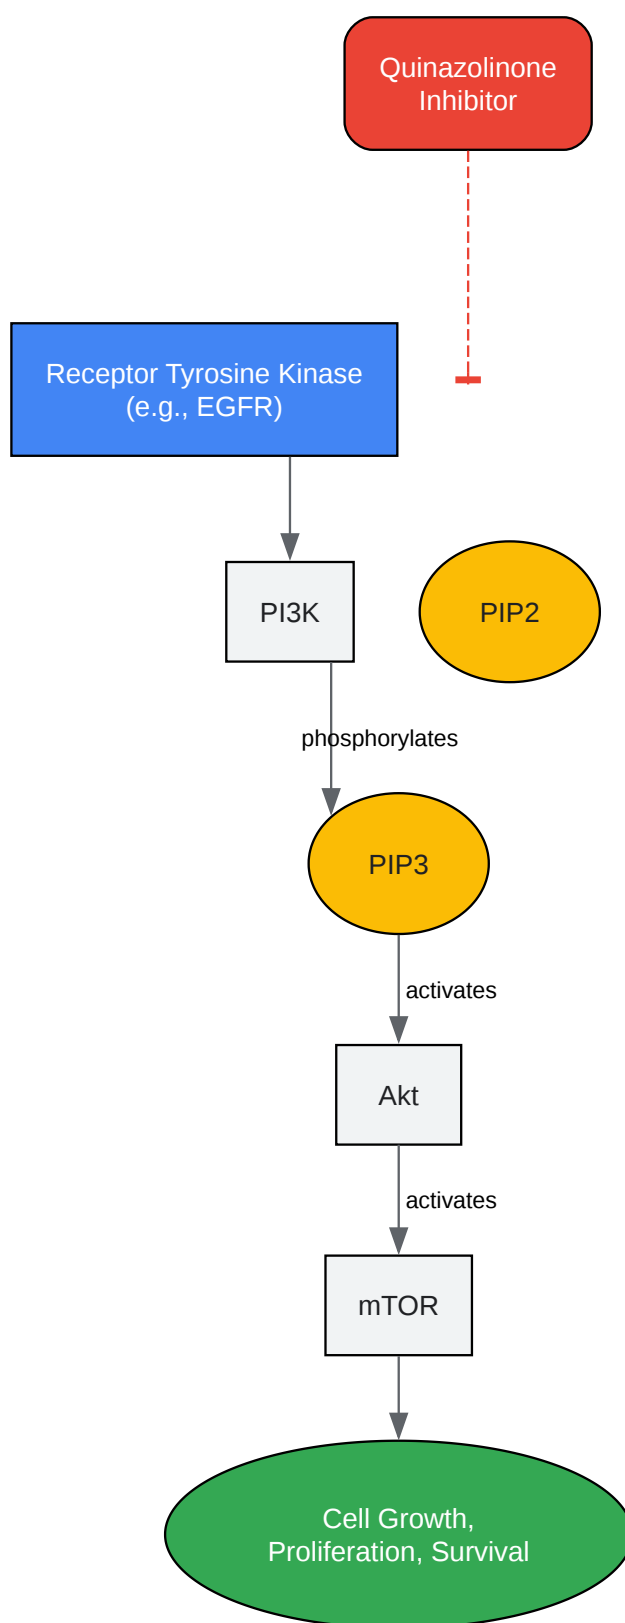 Quinazolinone
Inhibitor
Receptor Tyrosine Kinase
(e.g., EGFR)
PI3K
PIP2
phosphorylates
PIP3
activates
Akt
activates
mTOR
Cell Growth,
Proliferation, Survival